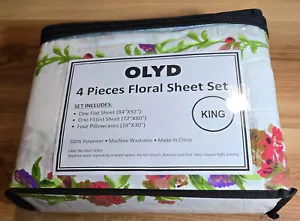 OLYD
4 Pieces Floral Sheet Set
SET INCLUDES:
• One Flat Sheet (84"X92")
• One Fitted Sheet (72"X80")
• Four Pillowcases (18"X30")
KING
100% Polyester • Machine Washable • Made in China
CARE INSTRUCTIONS